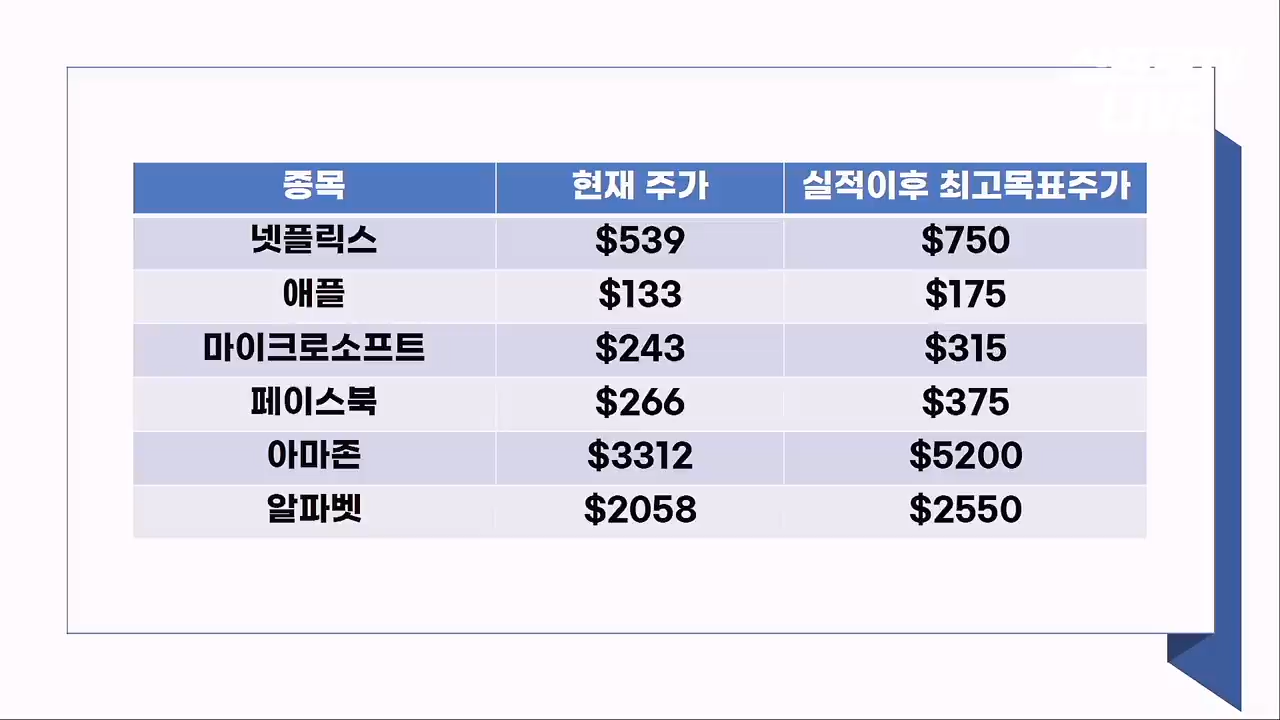 종목 현재 주가 실적이후 최고목표주가
넷플릭스 $539 $750
애플 $133 $175
마이크로소프트 $243 $315
페이스북 $266 $375
아마존 $3312 $5200
알파벳 $2058 $2550